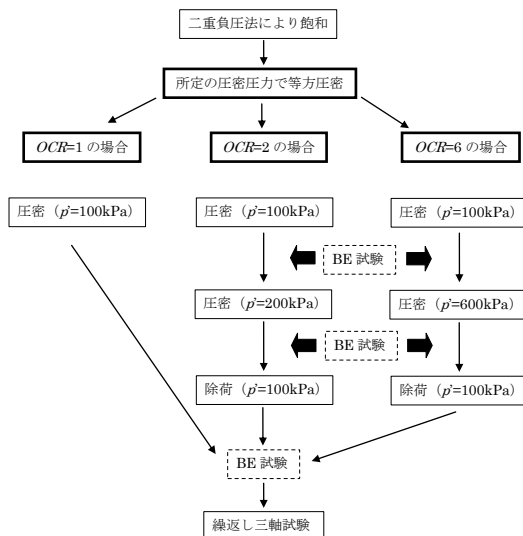 二重負圧法により飽和
所定の圧密圧力で等方圧密
OCR=1 の場合
OCR=2 の場合
OCR=6 の場合
圧密（p’=100kPa）
圧密（p’=100kPa）
圧密（p’=100kPa）
BE 試験
圧密（p’=200kPa）
圧密（p’=600kPa）
BE 試験
除荷（p’=100kPa）
除荷（p’=100kPa）
BE 試験
繰返し三軸試験